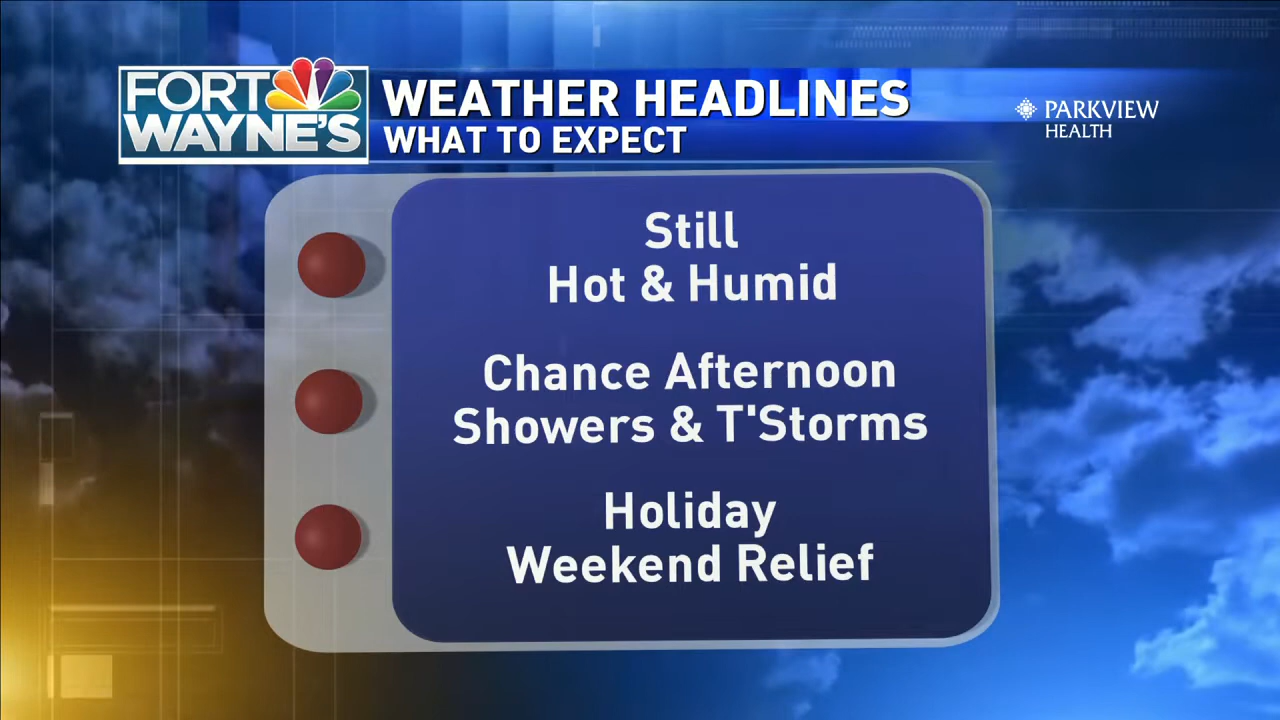 FORT
WAYNE'S
WEATHER HEADLINES
WHAT TO EXPECT
PARKVIEW
HEALTH
Still
Hot & Humid
Chance Afternoon
Showers & T'Storms
Holiday
Weekend Relief